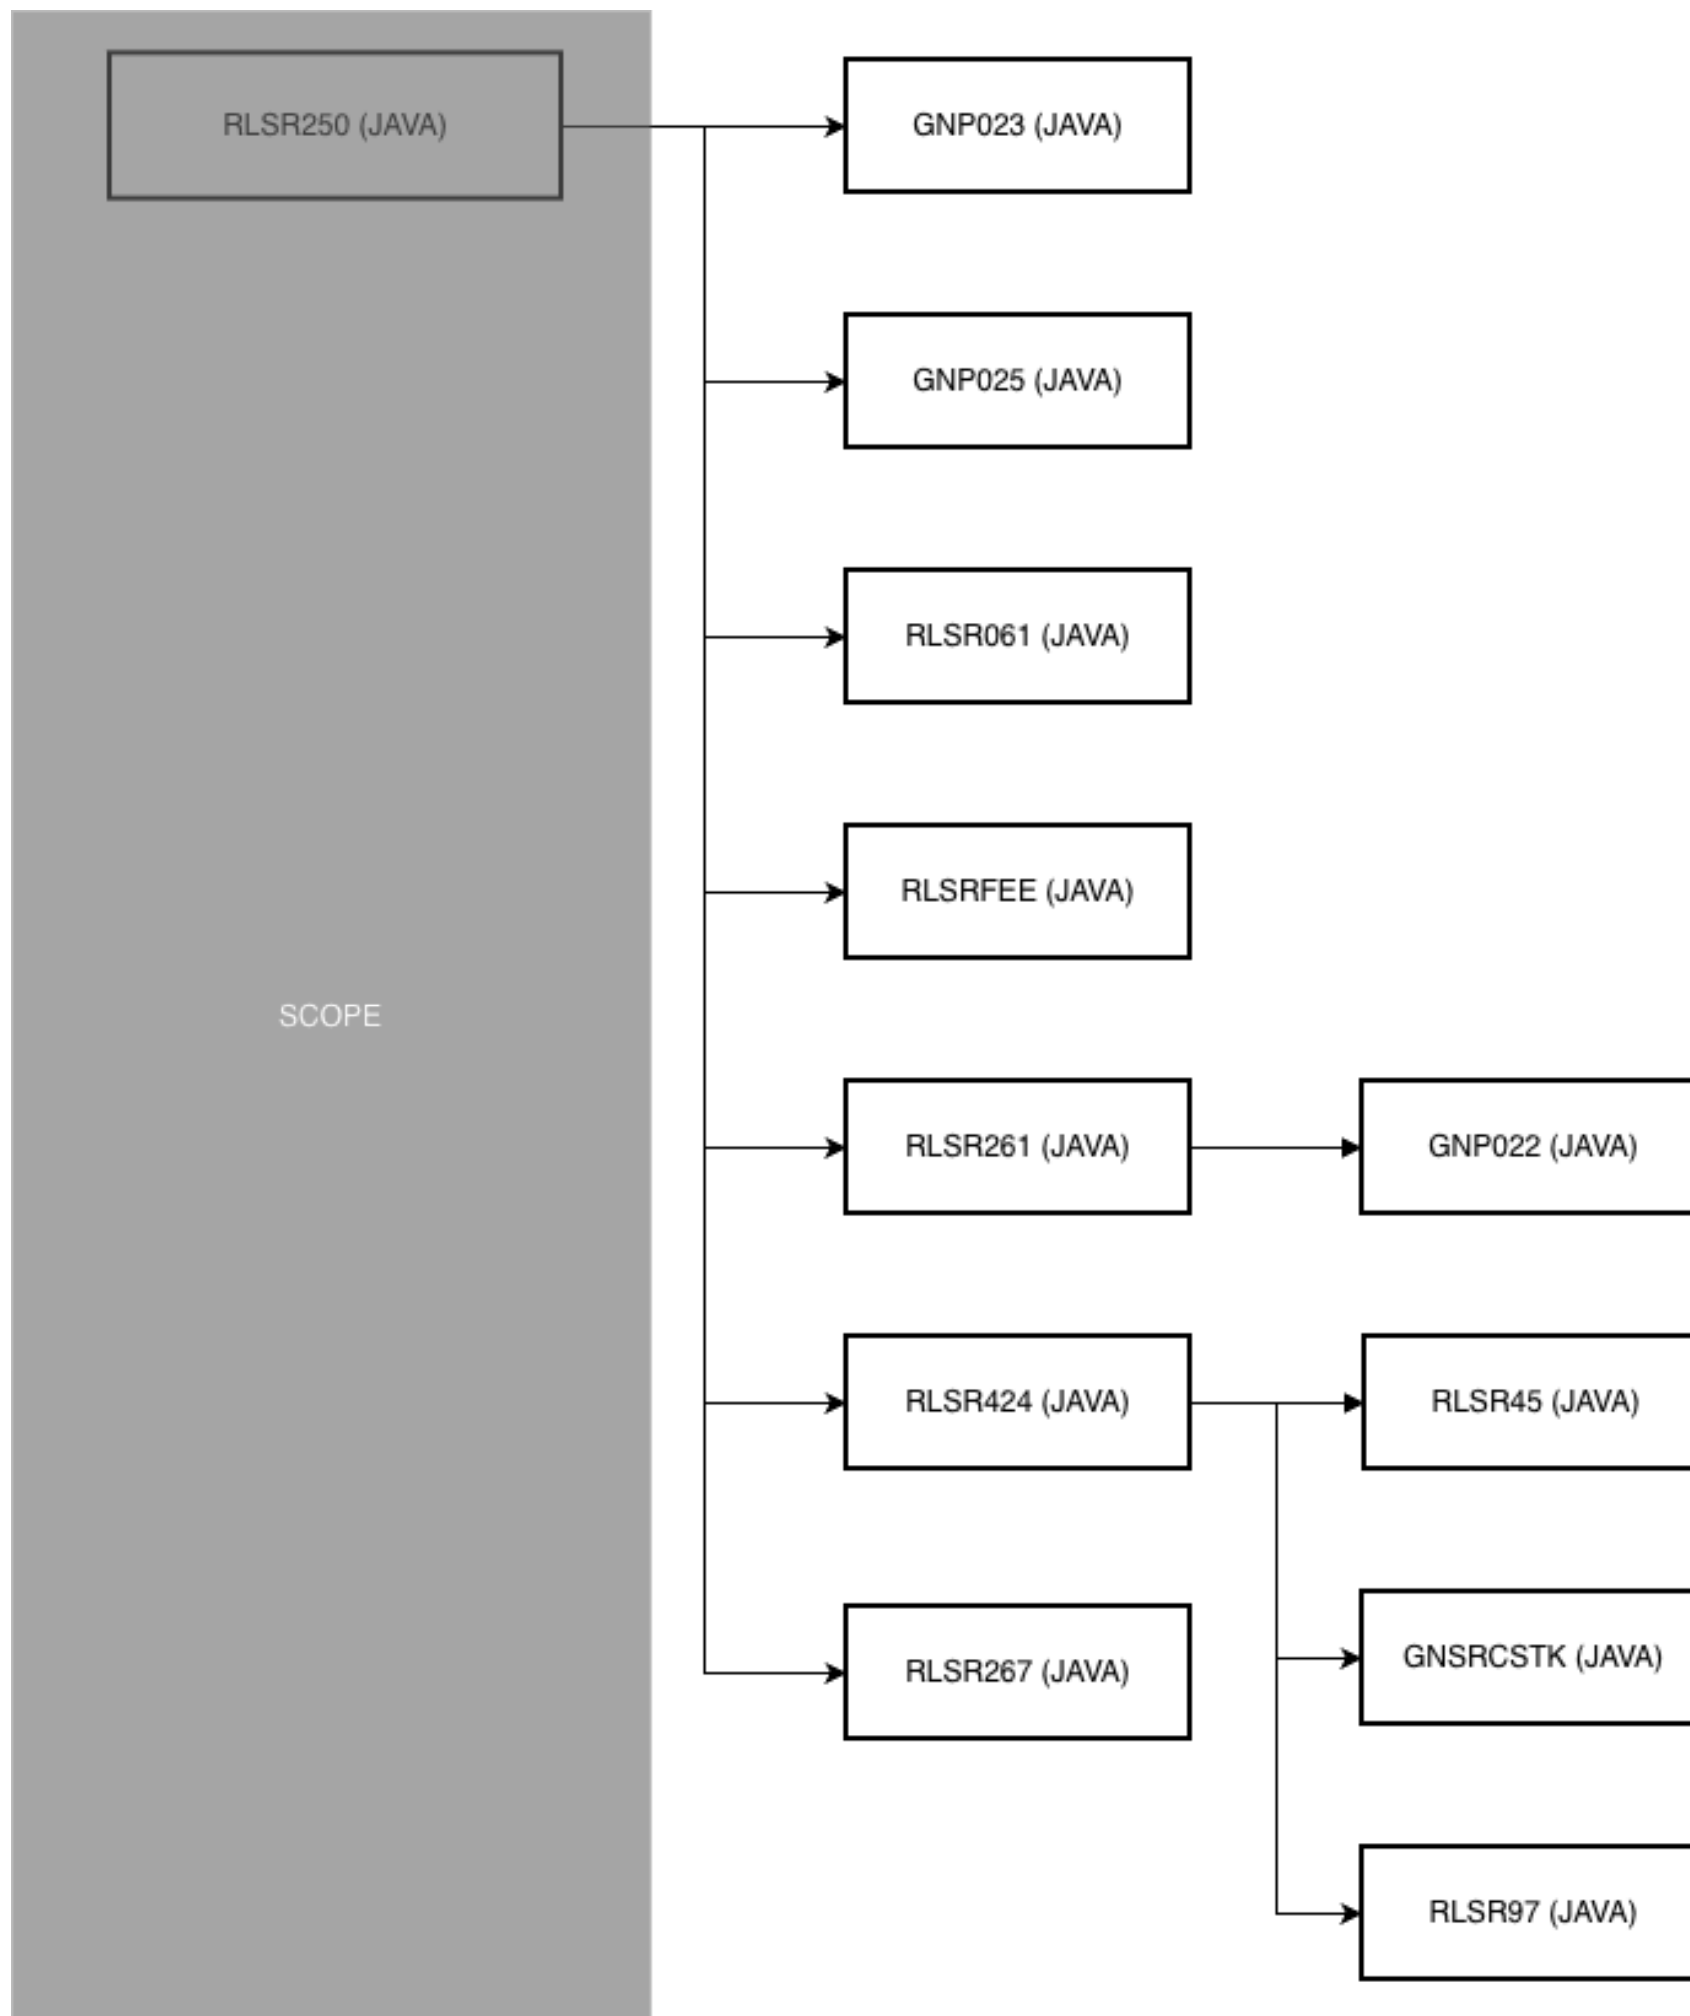 RLSR250 (JAVA)
GNP023 (JAVA)
GNP025 (JAVA)
RLSR061 (JAVA)
RLSRFEE (JAVA)
SCOPE
RLSR261 (JAVA)
GNP022 (JAVA)
RLSR424 (JAVA)
RLSR45 (JAVA)
GNSRCSTK (JAVA)
RLSR267 (JAVA)
RLSR97 (JAVA)